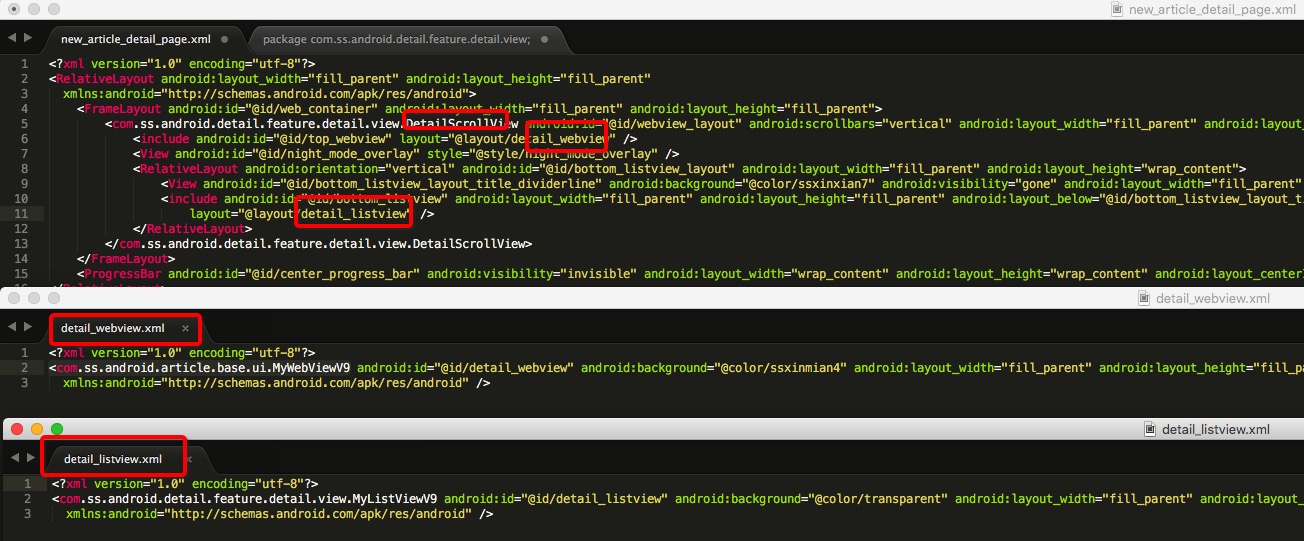 new_article_detail_page.xml
new_article_detail_page.xml package com.ss.android.detail.feature.detail.view;
1 <?xml version="1.0" encoding="utf-8"?>
2 <RelativeLayout android:layout_width="fill_parent" android:layout_height="fill_parent"
3 xmlns:android="http://schemas.android.com/apk/res/android">
4 <FrameLayout android:id="@id/web_container" android:layout_width="fill_parent" android:layout_height="fill_parent">
5 <com.ss.android.detail.feature.detail.view.DetailScrollView android:id="@id/webview_layout" android:scrollbars="vertical" android:layout_width="fill_parent" android:layout_
6 <include android:id="@id/top_webview" layout="@layout/detail_webview" />
7 <View android:id="@id/night_mode_overlay" style="@style/night_mode_overlay" />
8 <RelativeLayout android:orientation="vertical" android:id="@id/bottom_listview_layout" android:layout_width="fill_parent" android:layout_height="wrap_content">
9 <View android:id="@id/bottom_listview_layout_title_dividerline" android:background="@color/ssxinxian7" android:visibility="gone" android:layout_width="fill_parent"
10 <include android:id="@id/bottom_listview" android:layout_width="fill_parent" android:layout_height="fill_parent" android:layout_below="@id/bottom_listview_layout_ti
11 layout="@layout/detail_listview" />
12 </RelativeLayout>
13 </com.ss.android.detail.feature.detail.view.DetailScrollView>
14 </FrameLayout>
15 <ProgressBar android:id="@id/center_progress_bar" android:visibility="invisible" android:layout_width="wrap_content" android:layout_height="wrap_content" android:layout_centerI
16 </RelativeLayout>
detail_webview.xml
detail_webview.xml ×
1 <?xml version="1.0" encoding="utf-8"?>
2 <com.ss.android.article.base.ui.MyWebViewV9 android:id="@id/detail_webview" android:background="@color/ssxinmian4" android:layout_width="fill_parent" android:layout_height="fill_pa
3 xmlns:android="http://schemas.android.com/apk/res/android" />
detail_listview.xml
detail_listview.xml ×
1 <?xml version="1.0" encoding="utf-8"?>
2 <com.ss.android.detail.feature.detail.view.MyListViewV9 android:id="@id/detail_listview" android:background="@color/transparent" android:layout_width="fill_parent" android:layout_
3 xmlns:android="http://schemas.android.com/apk/res/android" />